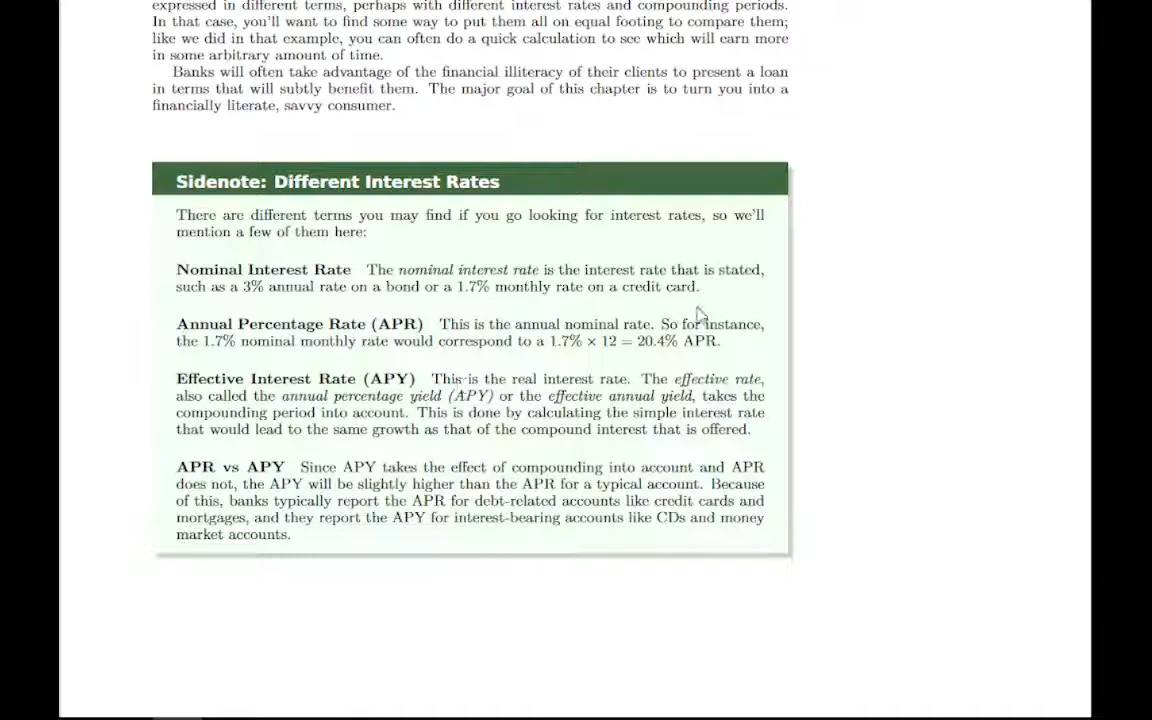 expressed in different terms, perhaps with different interest rates and compounding periods.
In that case, you'll want to find some way to put them all on equal footing to compare them;
like we did in that example, you can often do a quick calculation to see which will earn more
in some arbitrary amount of time.
Banks will often take advantage of the financial illiteracy of their clients to present a loan
in terms that will subtly benefit them. The major goal of this chapter is to turn you into a
financially literate, savvy consumer.
Sidenote: Different Interest Rates
There are different terms you may find if you go looking for interest rates, so we'll
mention a few of them here:
Nominal Interest Rate The nominal interest rate is the interest rate that is stated,
such as a 3% annual rate on a bond or a 1.7% monthly rate on a credit card.
Annual Percentage Rate (APR) This is the annual nominal rate. So for instance,
the 1.7% nominal monthly rate would correspond to a 1.7% × 12 = 20.4% APR.
Effective Interest Rate (APY) This is the real interest rate. The effective rate,
also called the annual percentage yield (APY) or the effective annual yield, takes the
compounding period into account. This is done by calculating the simple interest rate
that would lead to the same growth as that of the compound interest that is offered.
APR vs APY Since APY takes the effect of compounding into account and APR
does not, the APY will be slightly higher than the APR for a typical account. Because
of this, banks typically report the APR for debt-related accounts like credit cards and
mortgages, and they report the APY for interest-bearing accounts like CDs and money
market accounts.